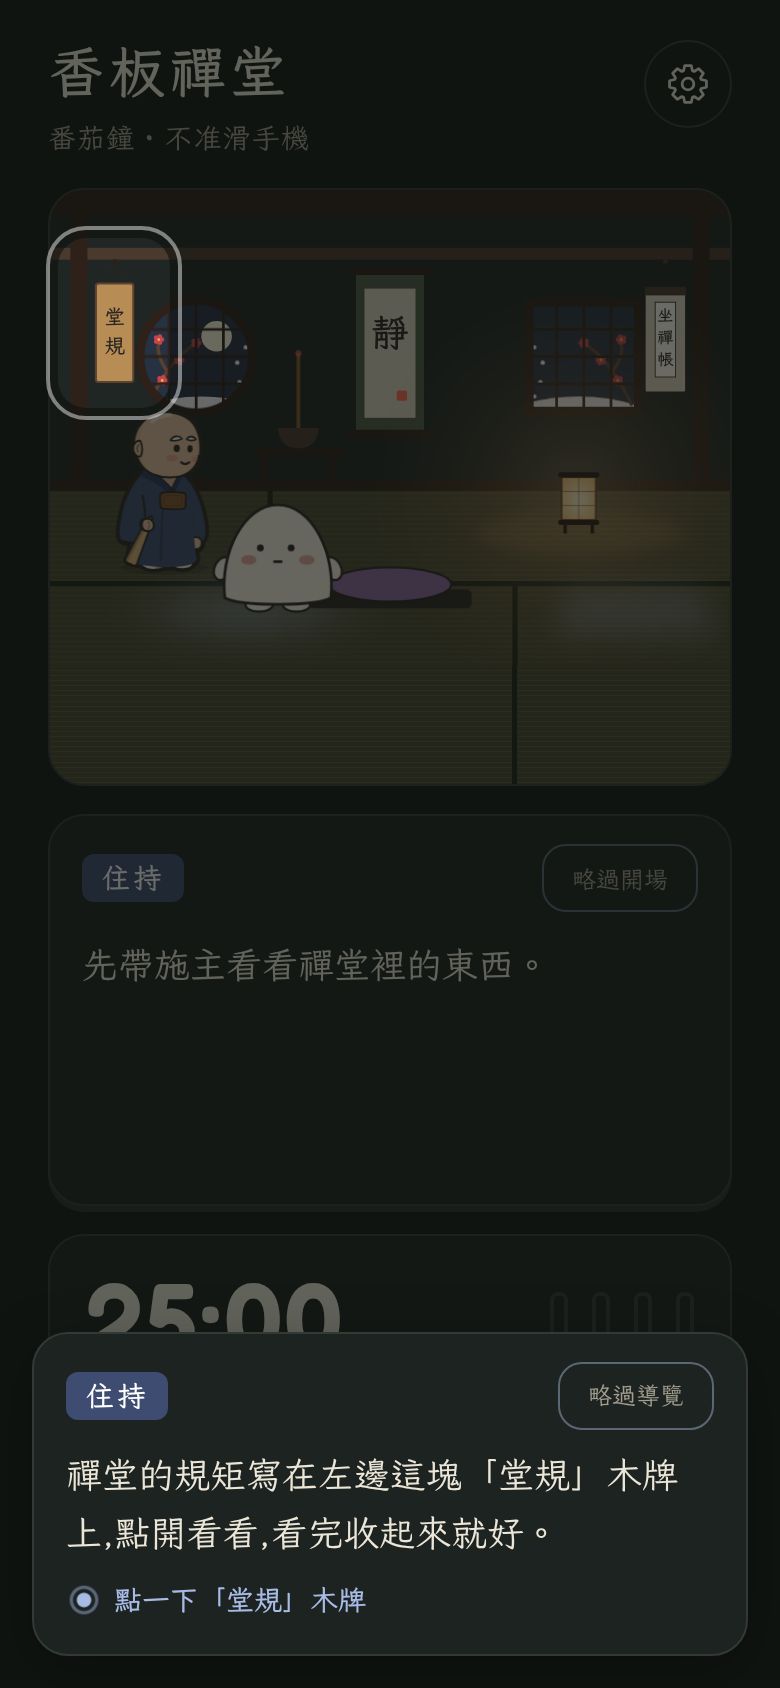 香板禪堂
番茄鐘・不准滑手機
堂規
靜
坐禪帳
住持
略過開場
先帶施主看看禪堂裡的東西。
25:00
住持
略過導覽
禪堂的規矩寫在左邊這塊「堂規」木牌
上,點開看看,看完收起來就好。
點一下「堂規」木牌